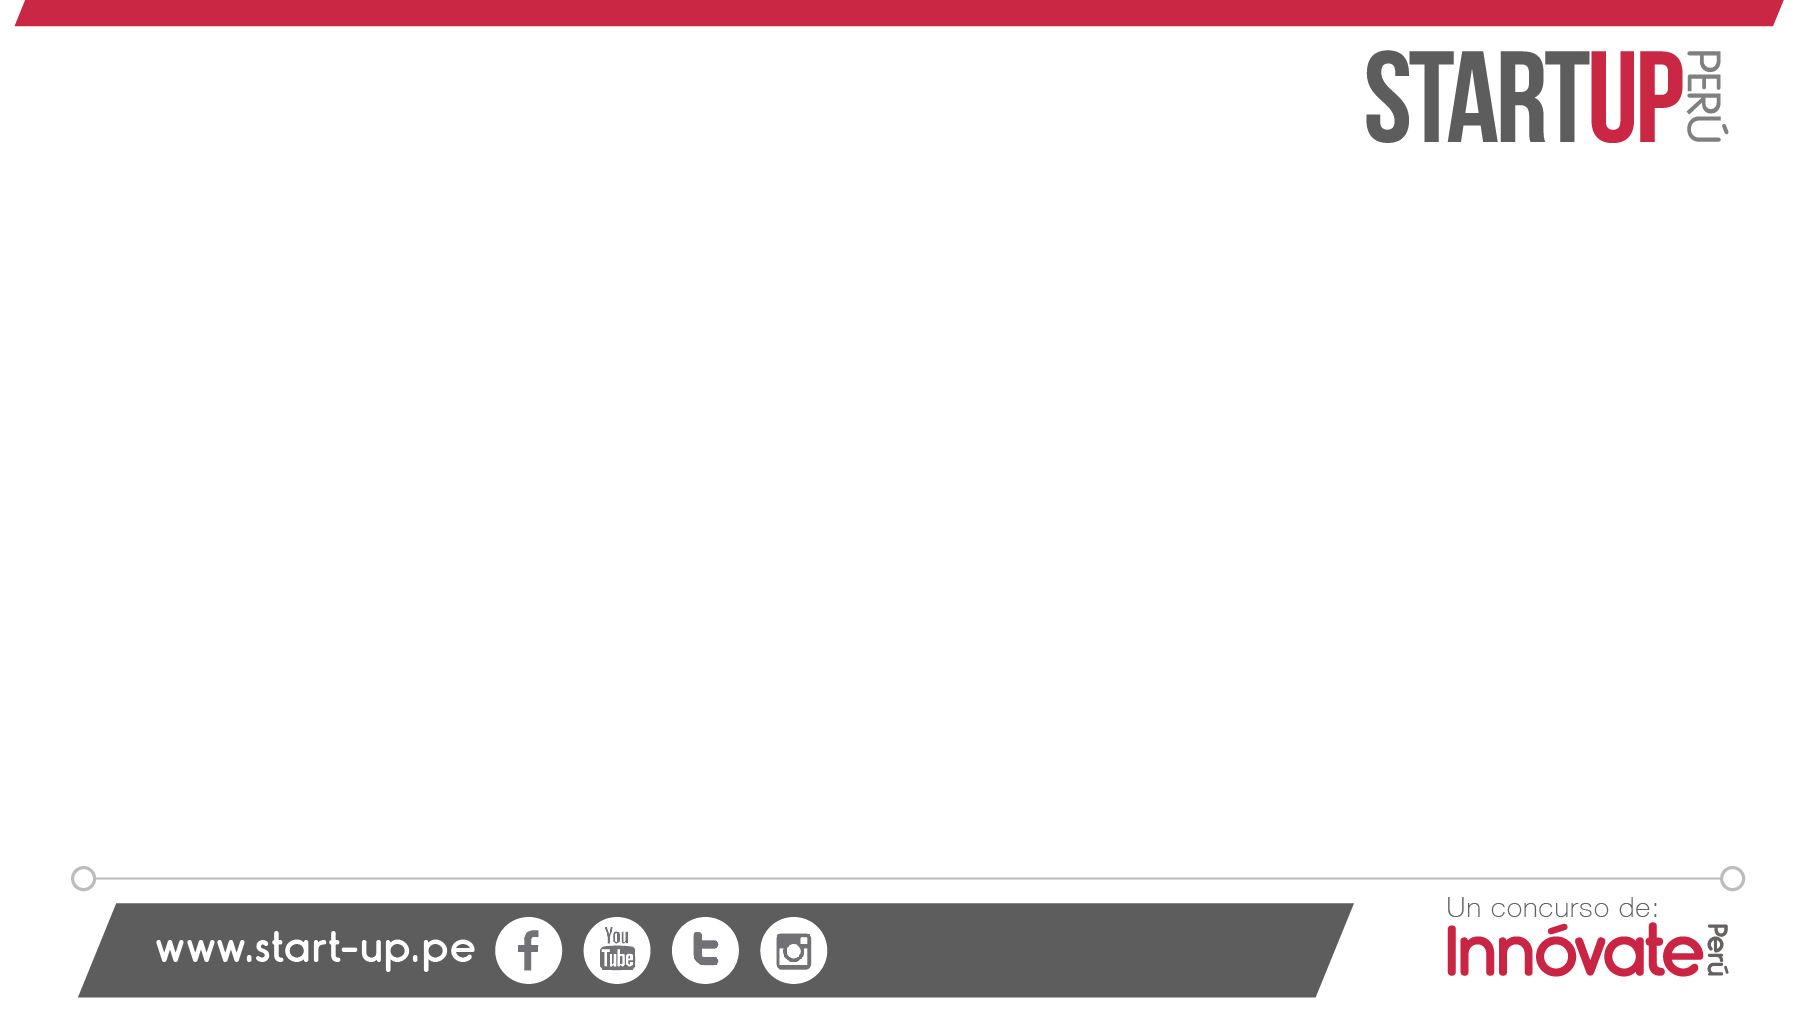 STARTUP PERÚ
www.start-up.pe
f You Tube t
Un concurso de:
Innóvate Perú